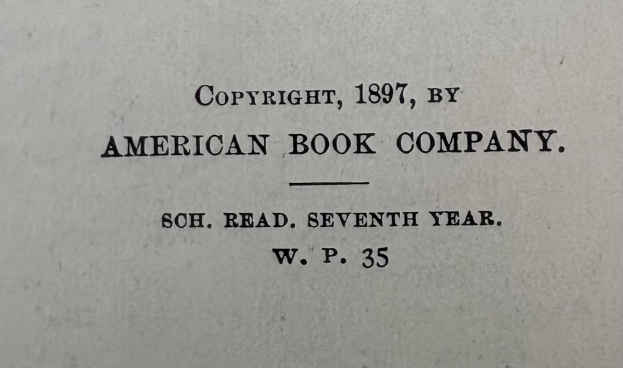 Copyright, 1897, by
AMERICAN BOOK COMPANY.
SCH. READ. SEVENTH YEAR.
W. P. 35